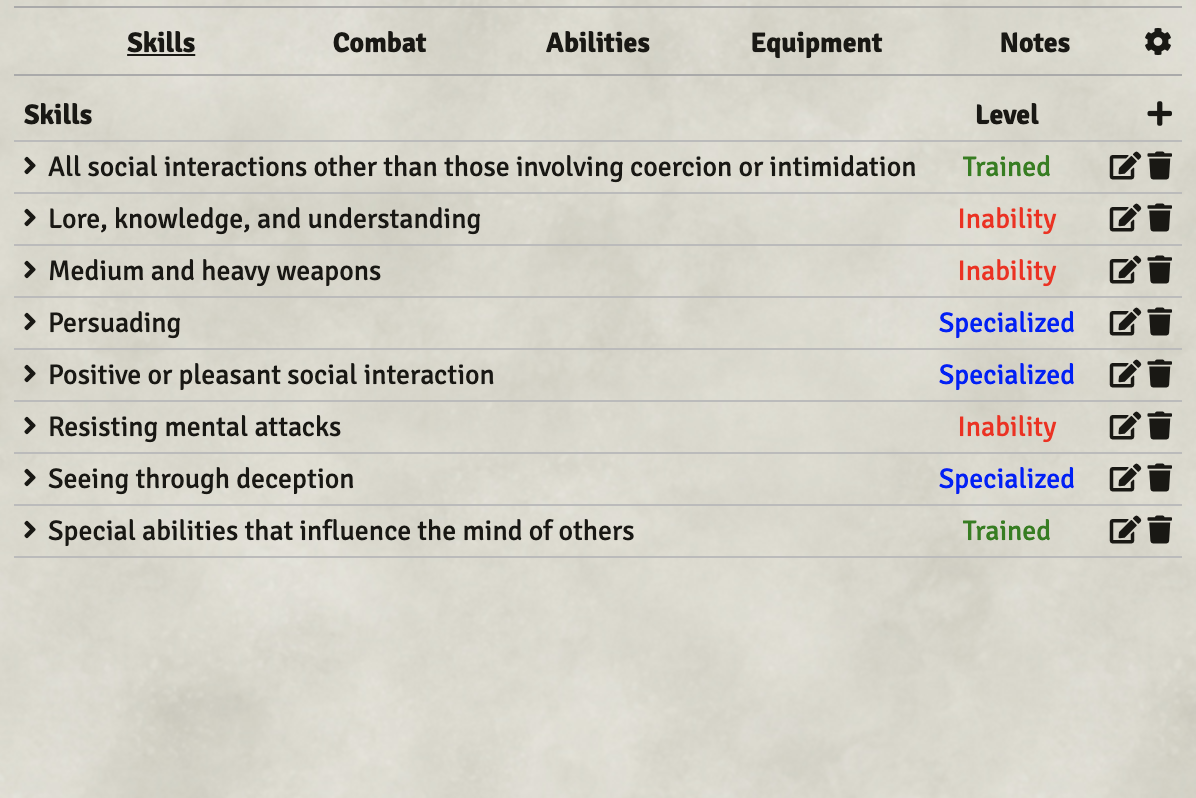 Skills Combat Abilities Equipment Notes
Skills Level
All social interactions other than those involving coercion or intimidation Trained
Lore, knowledge, and understanding Inability
Medium and heavy weapons Inability
Persuading Specialized
Positive or pleasant social interaction Specialized
Resisting mental attacks Inability
Seeing through deception Specialized
Special abilities that influence the mind of others Trained